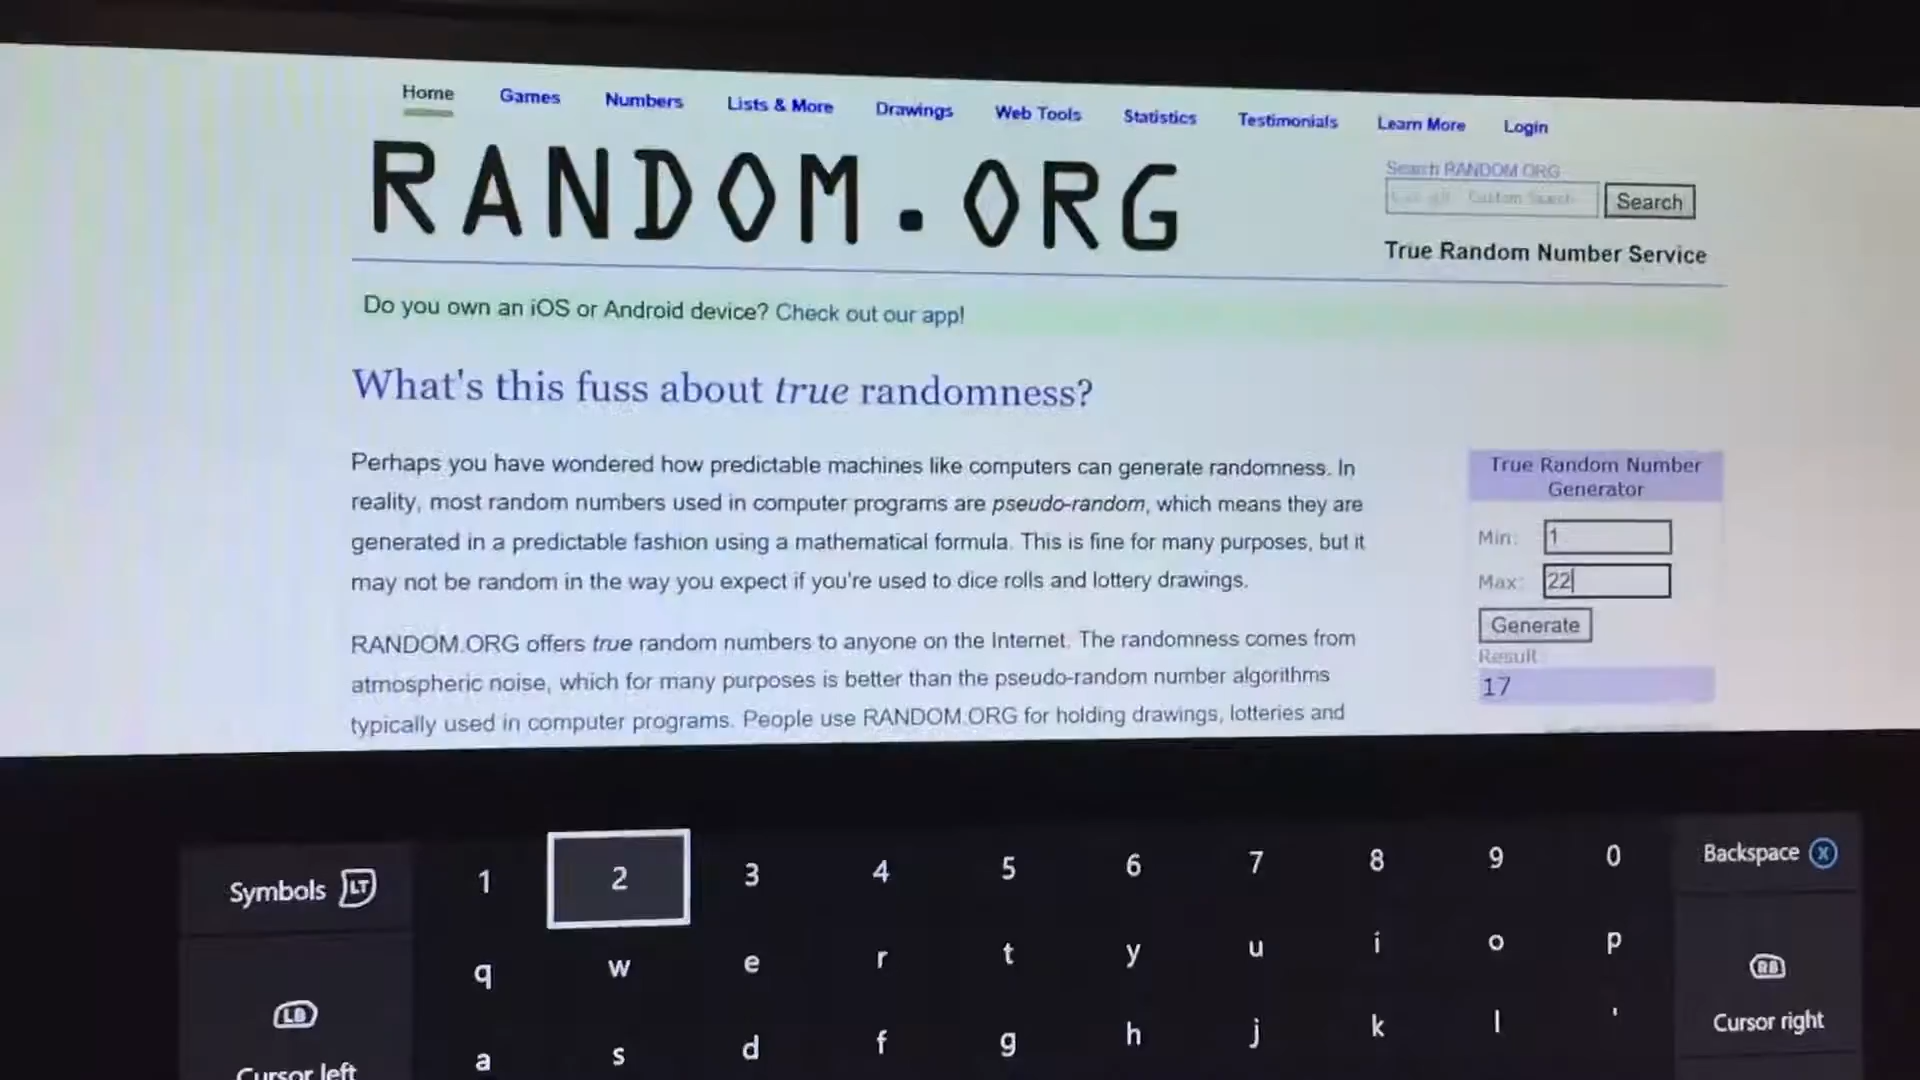 Home Games Numbers Lists & More Drawings Web Tools Statistics Testimonials Learn More Login
RANDOM.ORG
Search RANDOM.ORG
Custom Search
Search
True Random Number Service
Do you own an iOS or Android device? Check out our app!
What's this fuss about true randomness?
Perhaps you have wondered how predictable machines like computers can generate randomness. In
reality, most random numbers used in computer programs are pseudo-random, which means they are
generated in a predictable fashion using a mathematical formula. This is fine for many purposes, but it
may not be random in the way you expect if you're used to dice rolls and lottery drawings.
RANDOM.ORG offers true random numbers to anyone on the Internet. The randomness comes from
atmospheric noise, which for many purposes is better than the pseudo-random number algorithms
typically used in computer programs. People use RANDOM.ORG for holding drawings, lotteries and
True Random Number
Generator
Min: 1
Max: 22
Generate
Result
17
Symbols LT 1 2 3 4 5 6 7 8 9 0 Backspace X
q w e r t y u i o p
LB RB
a s d f g h j k l '
Cursor left Cursor right